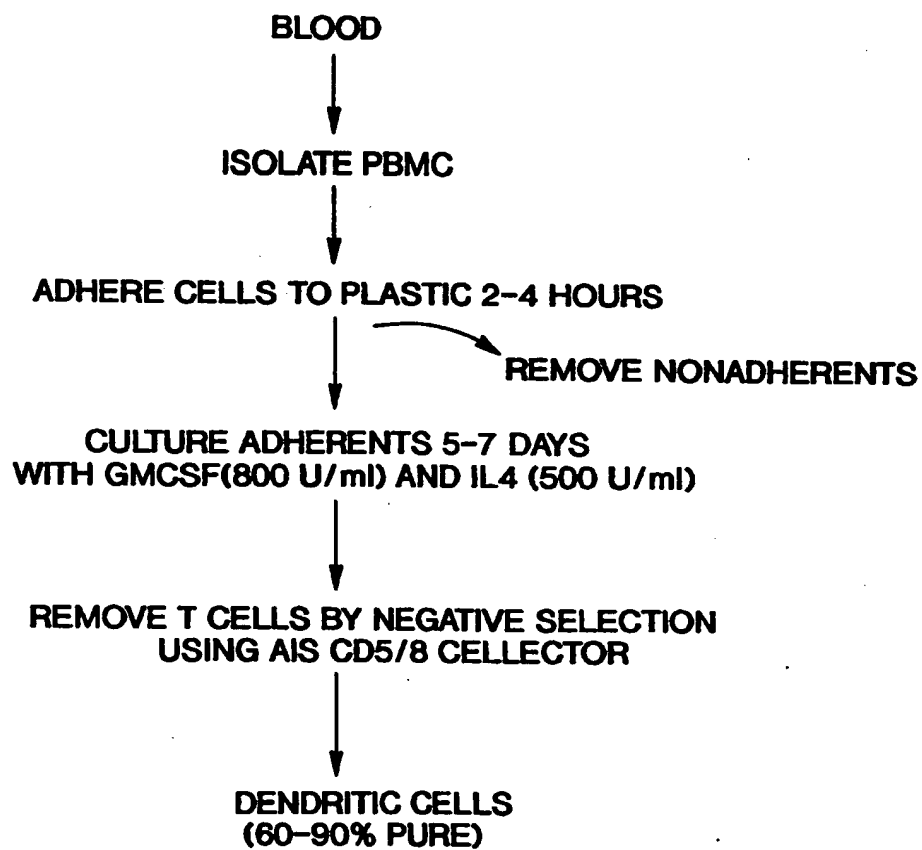 BLOOD
ISOLATE PBMC
ADHERE CELLS TO PLASTIC 2-4 HOURS
REMOVE NONADHERENTS
CULTURE ADHERENTS 5-7 DAYS
WITH GMCSF(800 U/ml) AND IL4 (500 U/ml)
REMOVE T CELLS BY NEGATIVE SELECTION
USING AIS CD5/8 CELLECTOR
DENDRITIC CELLS
(60-90% PURE)